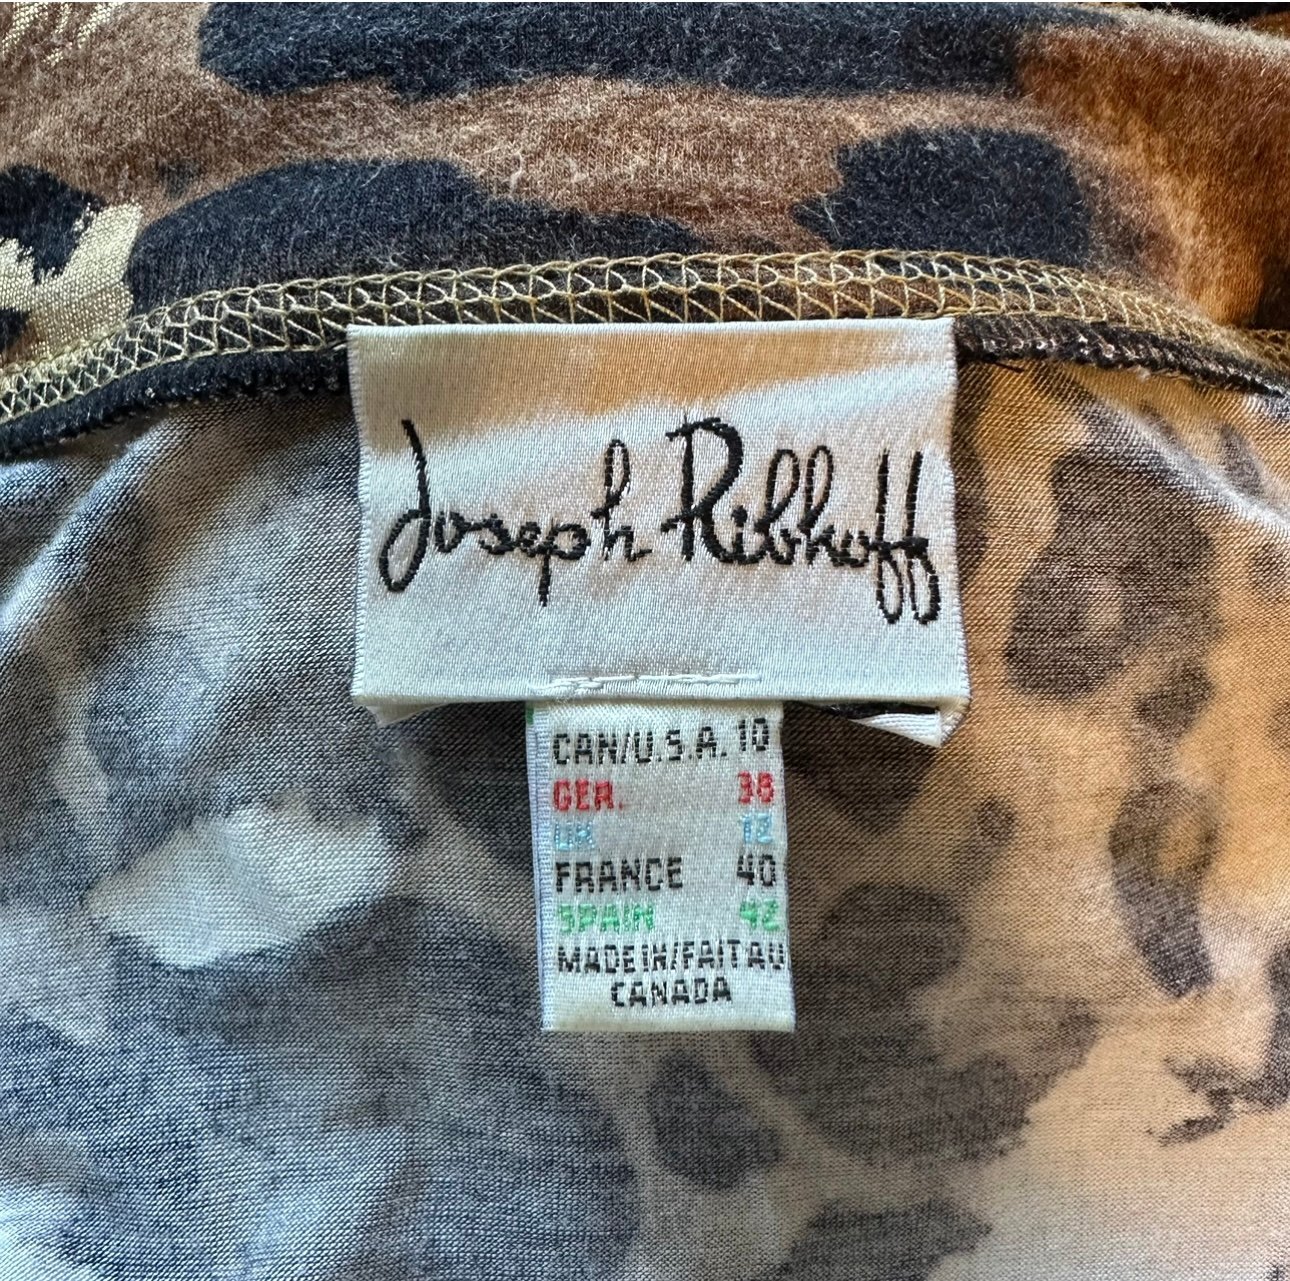 Joseph Ribkoff
CAN/U.S.A. 10
GER. 38
UK 12
FRANCE 40
SPAIN 42
MADE IN/FAIT AU
CANADA